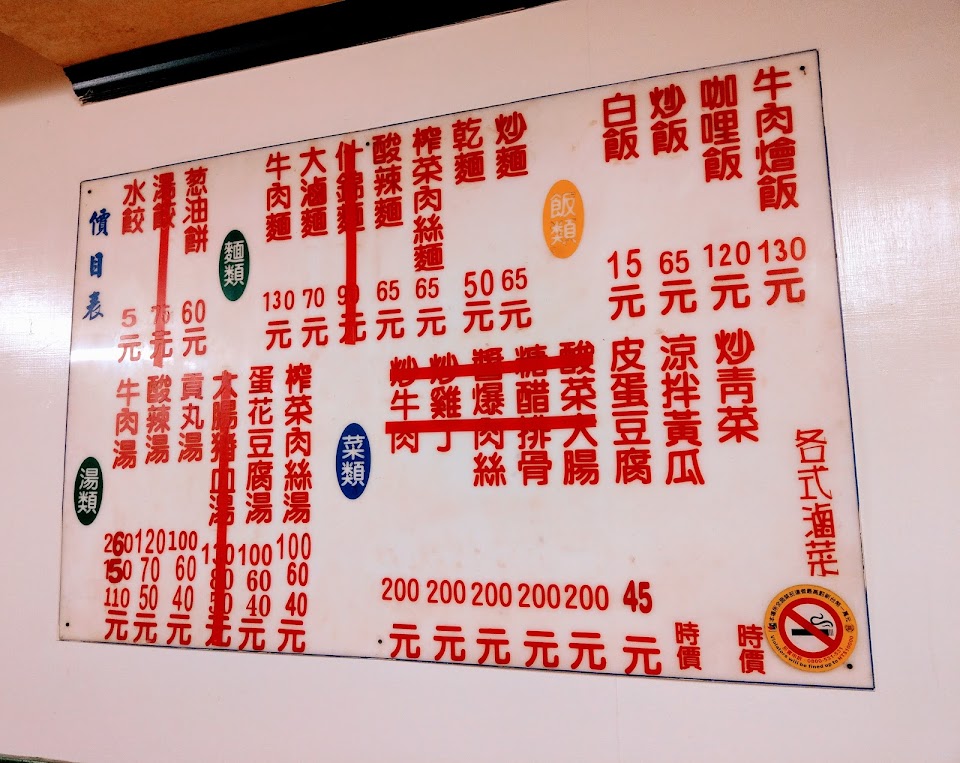 價目表
水餃 5元
湯餃 75元
葱油餅 60元
麵類
牛肉麵 130元
大滷麵 70元
什錦麵 90元
酸辣麵 65元
榨菜肉絲麵 65元
乾麵 50元
炒麵 65元
飯類
白飯 15元
炒飯 65元
咖哩飯 120元
牛肉燴飯 130元
湯類
牛肉湯 260 150 110元
酸辣湯 120 70 50元
貢丸湯 100 60 40元
大腸豬血湯 130 80元
蛋花豆腐湯 100 60 40元
榨菜肉絲湯 100 60 40元
菜類
炒牛肉 200元
炒雞丁 200元
醬爆肉絲 200元
糖醋排骨 200元
酸菜大腸 200元
皮蛋豆腐 45元
涼拌黃瓜 時價
炒青菜 時價
各式滷菜